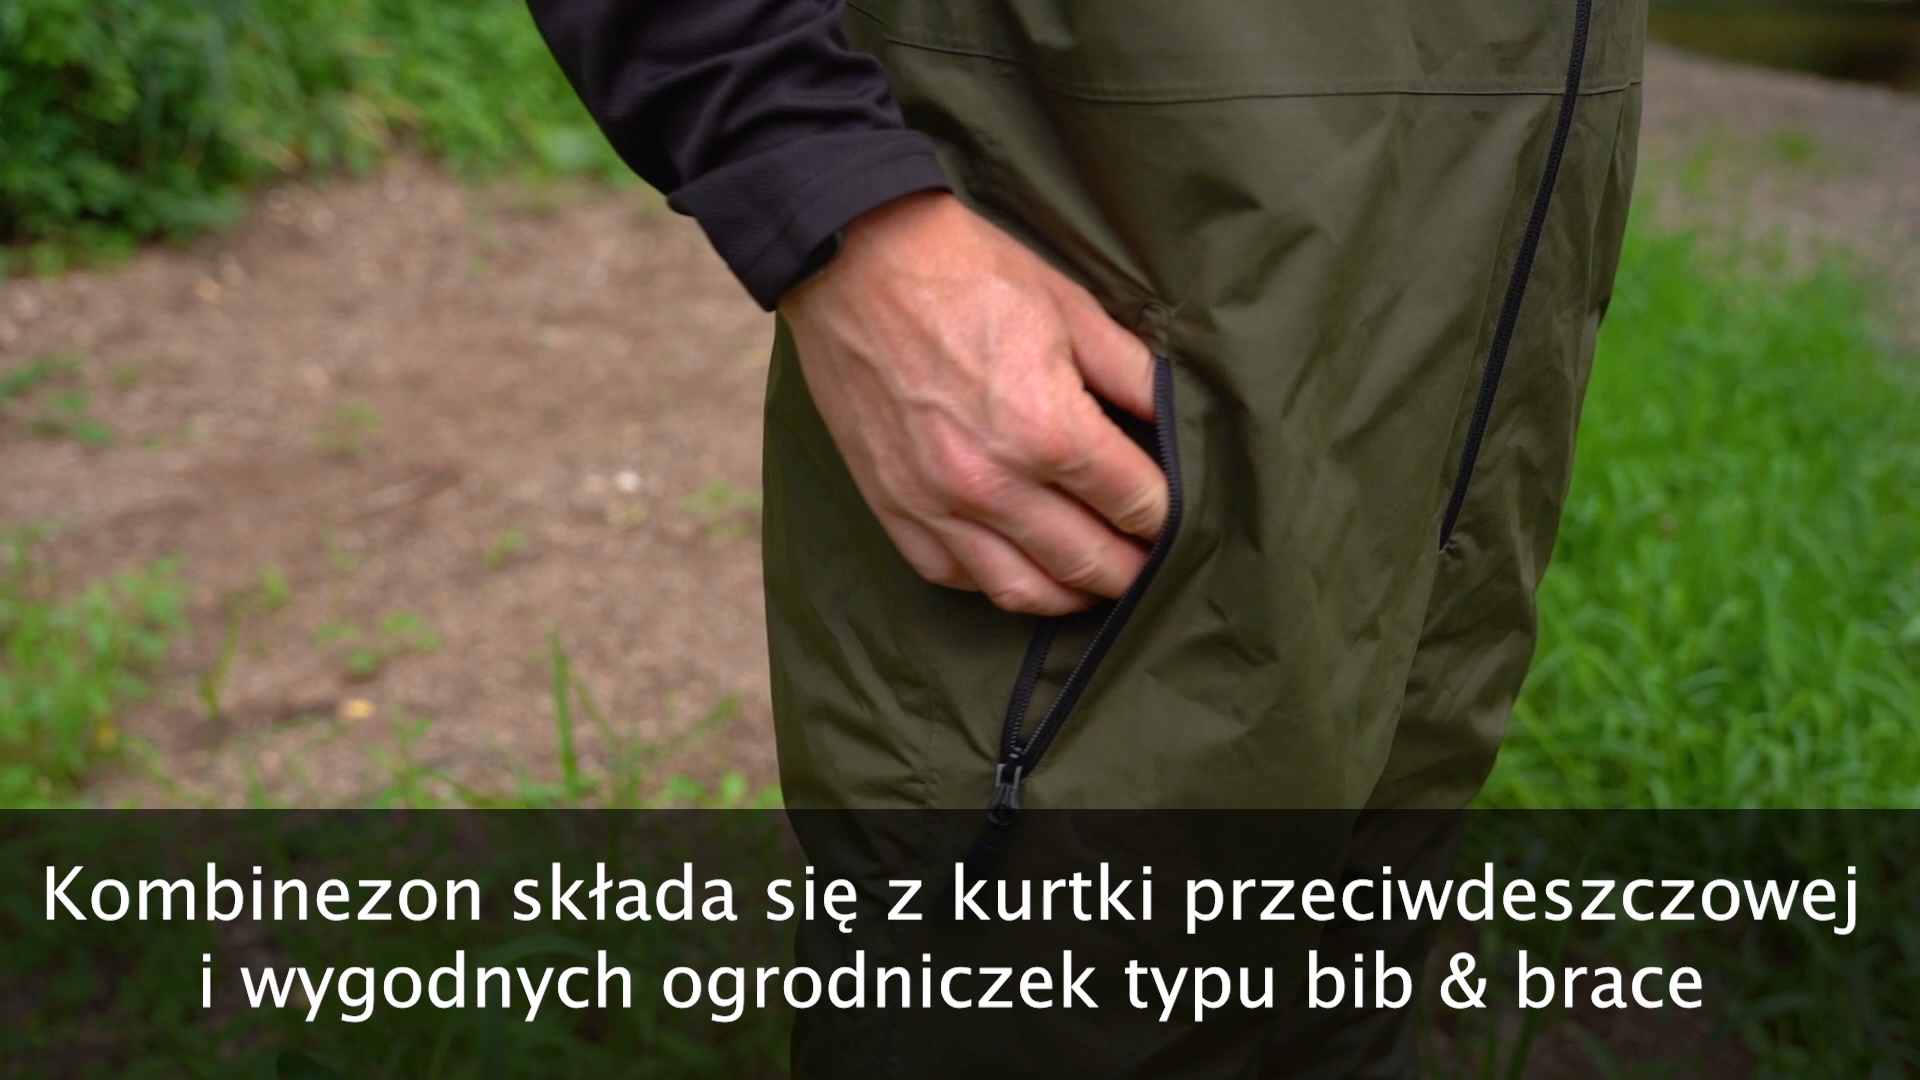 Kombinezon składa się z kurtki przeciwdeszczowej
i wygodnych ogrodniczek typu bib & brace